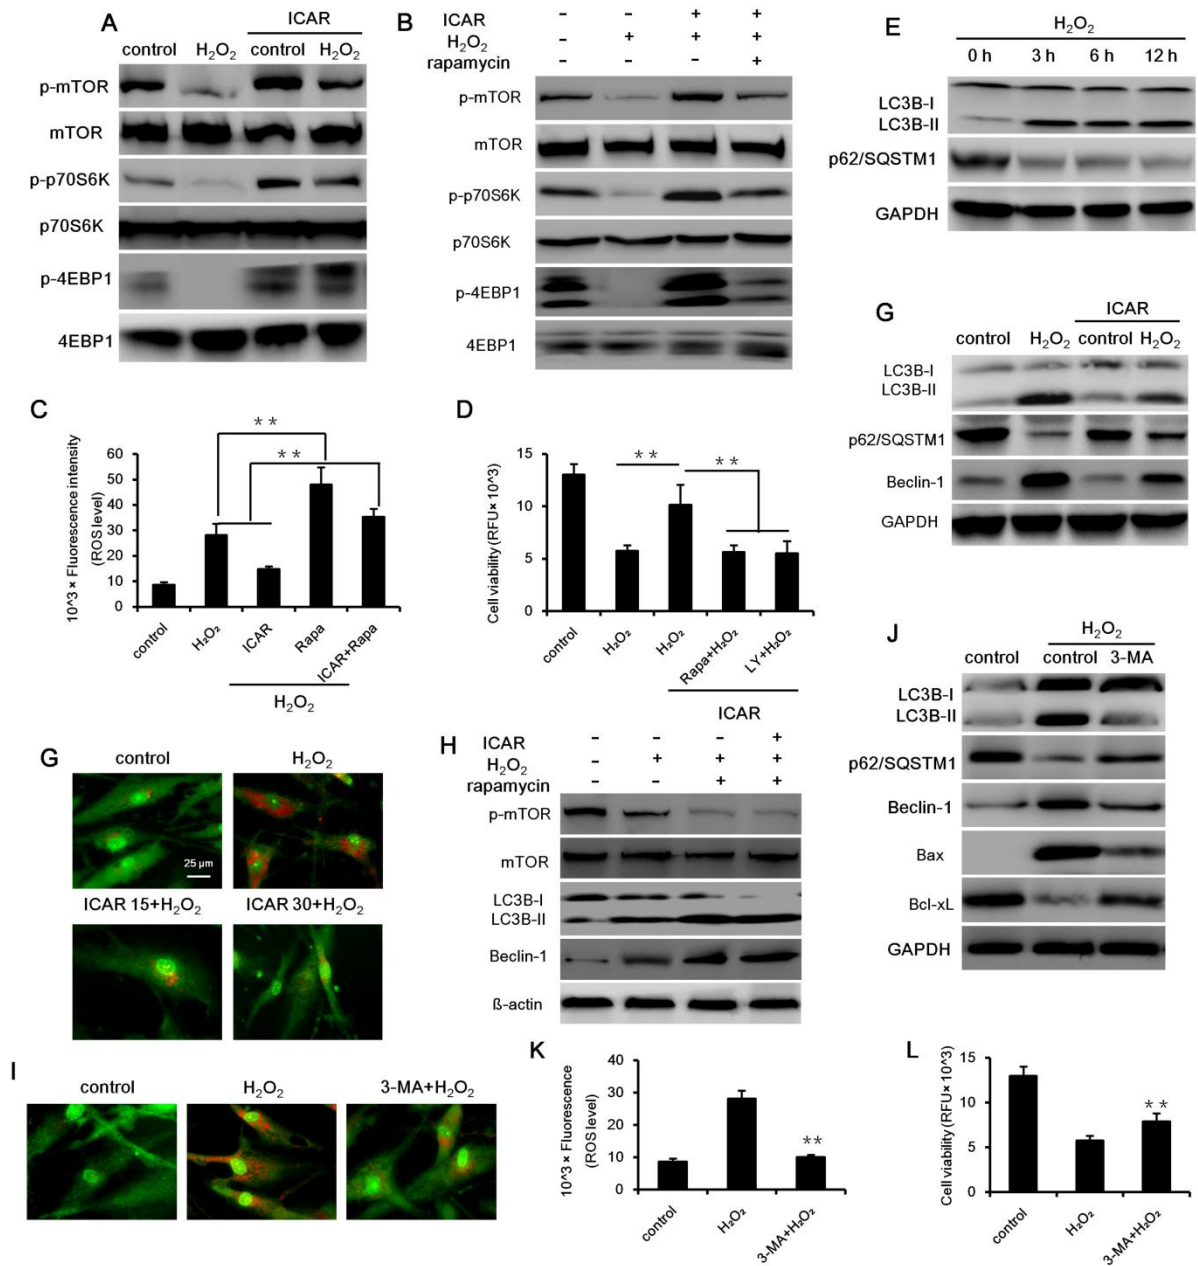 A
ICAR
control H₂O₂ control H₂O₂
p-mTOR
mTOR
p-p70S6K
p70S6K
p-4EBP1
4EBP1
B
ICAR - - + +
H₂O₂ - + + +
rapamycin - - - +
p-mTOR
mTOR
p-p70S6K
p70S6K
p-4EBP1
4EBP1
E
H₂O₂
0 h 3 h 6 h 12 h
LC3B-I
LC3B-II
p62/SQSTM1
GAPDH
G
ICAR
control H₂O₂ control H₂O₂
LC3B-I
LC3B-II
p62/SQSTM1
Beclin-1
GAPDH
C
10^3 × Fluorescence intensity
(ROS level)
60
50
40
30
20
10
0
* *
* *
control H₂O₂ ICAR Rapa ICAR+Rapa
H₂O₂
D
Cell viability (RFU× 10^3)
15
10
5
0
* *
* *
control H₂O₂ H₂O₂ Rapa+H₂O₂ LY+H₂O₂
ICAR
G
control H₂O₂
25 µm
ICAR 15+H₂O₂ ICAR 30+H₂O₂
H
ICAR - - - +
H₂O₂ - + + +
rapamycin - - + +
p-mTOR
mTOR
LC3B-I
LC3B-II
Beclin-1
ß-actin
J
H₂O₂
control control 3-MA
LC3B-I
LC3B-II
p62/SQSTM1
Beclin-1
Bax
Bcl-xL
GAPDH
I
control H₂O₂ 3-MA+H₂O₂
K
10^3 × Fluorescence
(ROS level)
40
30
20
10
0
**
control H₂O₂ 3-MA+H₂O₂
L
Cell viability (RFU× 10^3)
15
10
5
0
* *
control H₂O₂ 3-MA+H₂O₂